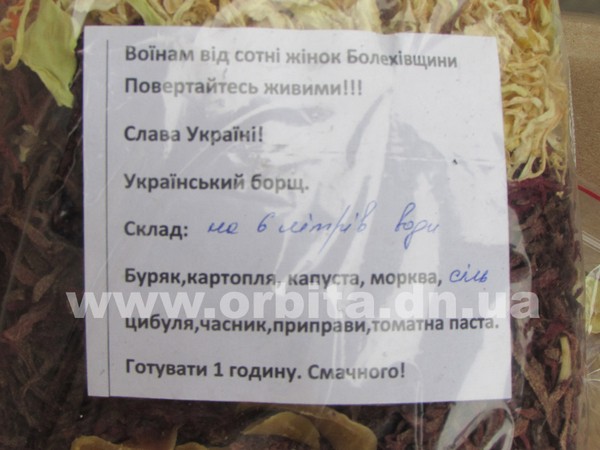 Воїнам від сотні жінок Болехівщини
Повертайтесь живими!!!
Слава Україні!
Український борщ.
Склад: на 6 літрів води
Буряк,картопля, капуста, морква, сіль
www.orbita.dn.ua
цибуля,часник,приправи,томатна паста.
Готувати 1 годину. Смачного!